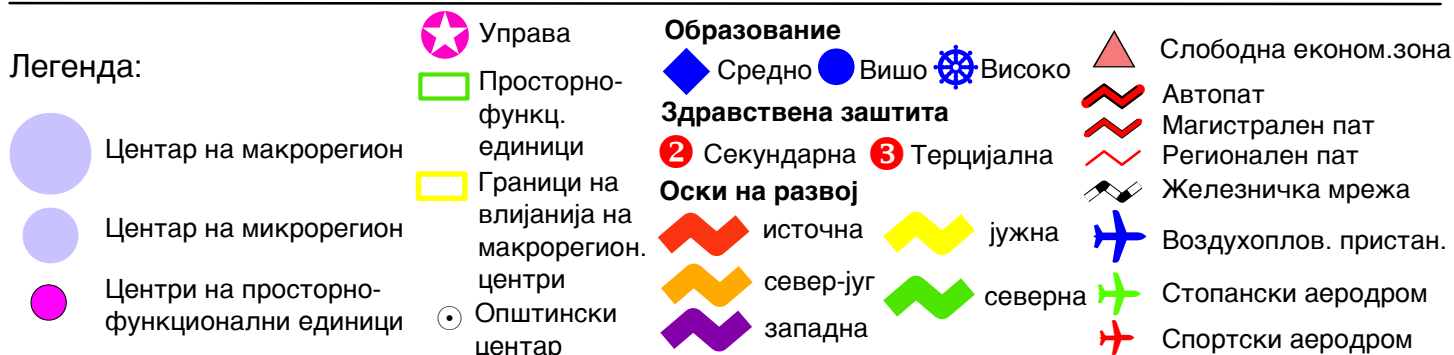 Легенда:
Центар на макрорегион
Центар на микрорегион
Центри на просторно-
функционални единици
Управа
Просторно-
функц.
единици
Граници на
влијанија на
макрорегион.
центри
Општински
центар
Образование
Средно Вишо Високо
Здравствена заштита
2 Секундарна 3 Терцијална
Оски на развој
источна јужна
север-југ северна
западна
Слободна економ.зона
Автопат
Магистрален пат
Регионален пат
Железничка мрежа
Воздухоплов. пристан.
Стопански аеродром
Спортски аеродром